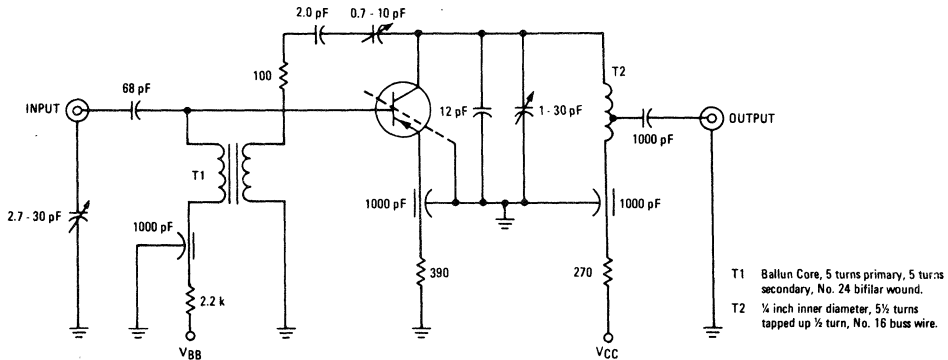 2.0 pF
0.7 - 10 pF
T2
100
68 pF
INPUT
12 pF
1 - 30 pF
OUTPUT
1000 pF
T1
2.7 - 30 pF
1000 pF
1000 pF
1000 pF
390
270
2.2 k
VBB
VCC
T1 Ballun Core, 5 turns primary, 5 turns
secondary, No. 24 bifilar wound.
T2 ¼ inch inner diameter, 5½ turns
tapped up ½ turn, No. 16 buss wire.